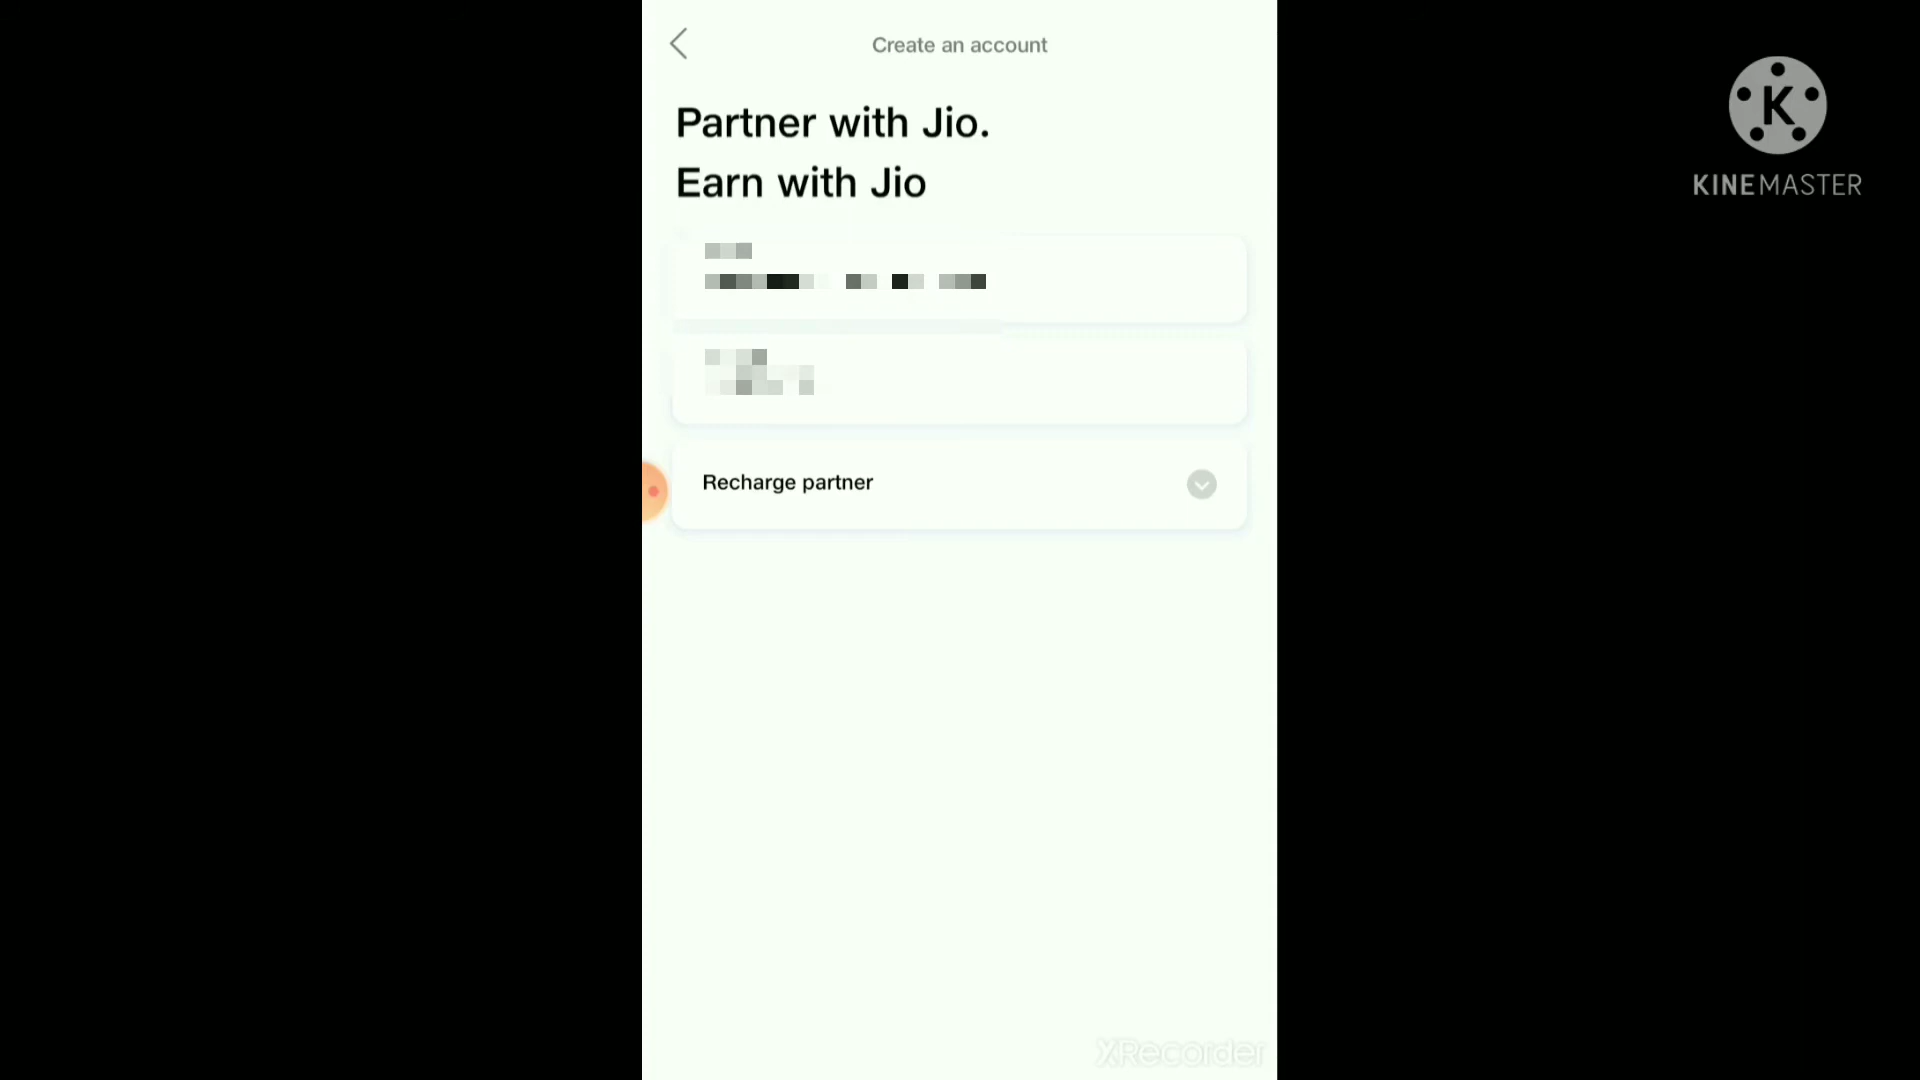 Create an account
Partner with Jio.
Earn with Jio
Recharge partner
K
KINEMASTER
XRecorder